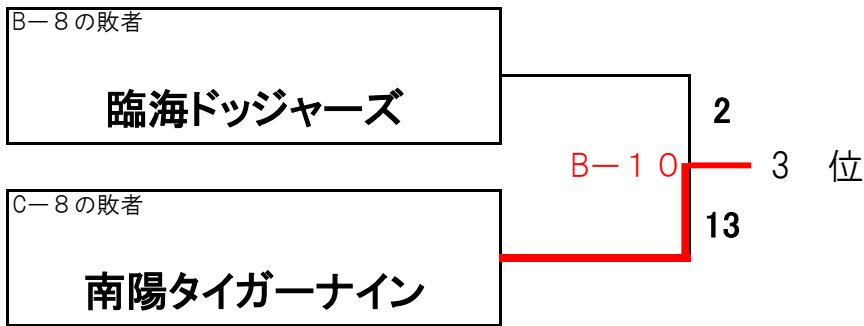 B－８の敗者
臨海ドッジャーズ
2
B－１０
３　位
C－８の敗者
13
南陽タイガーナイン